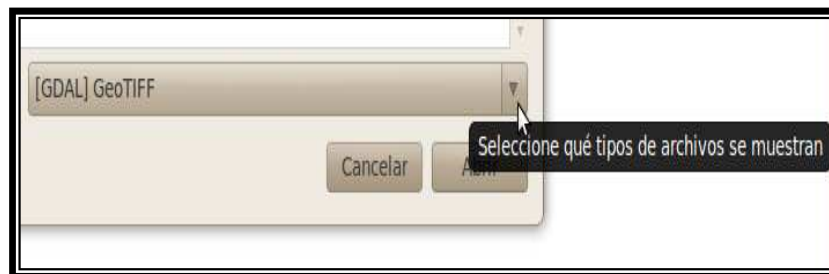 [GDAL] GeoTIFF
Seleccione qué tipos de archivos se muestran
Cancelar